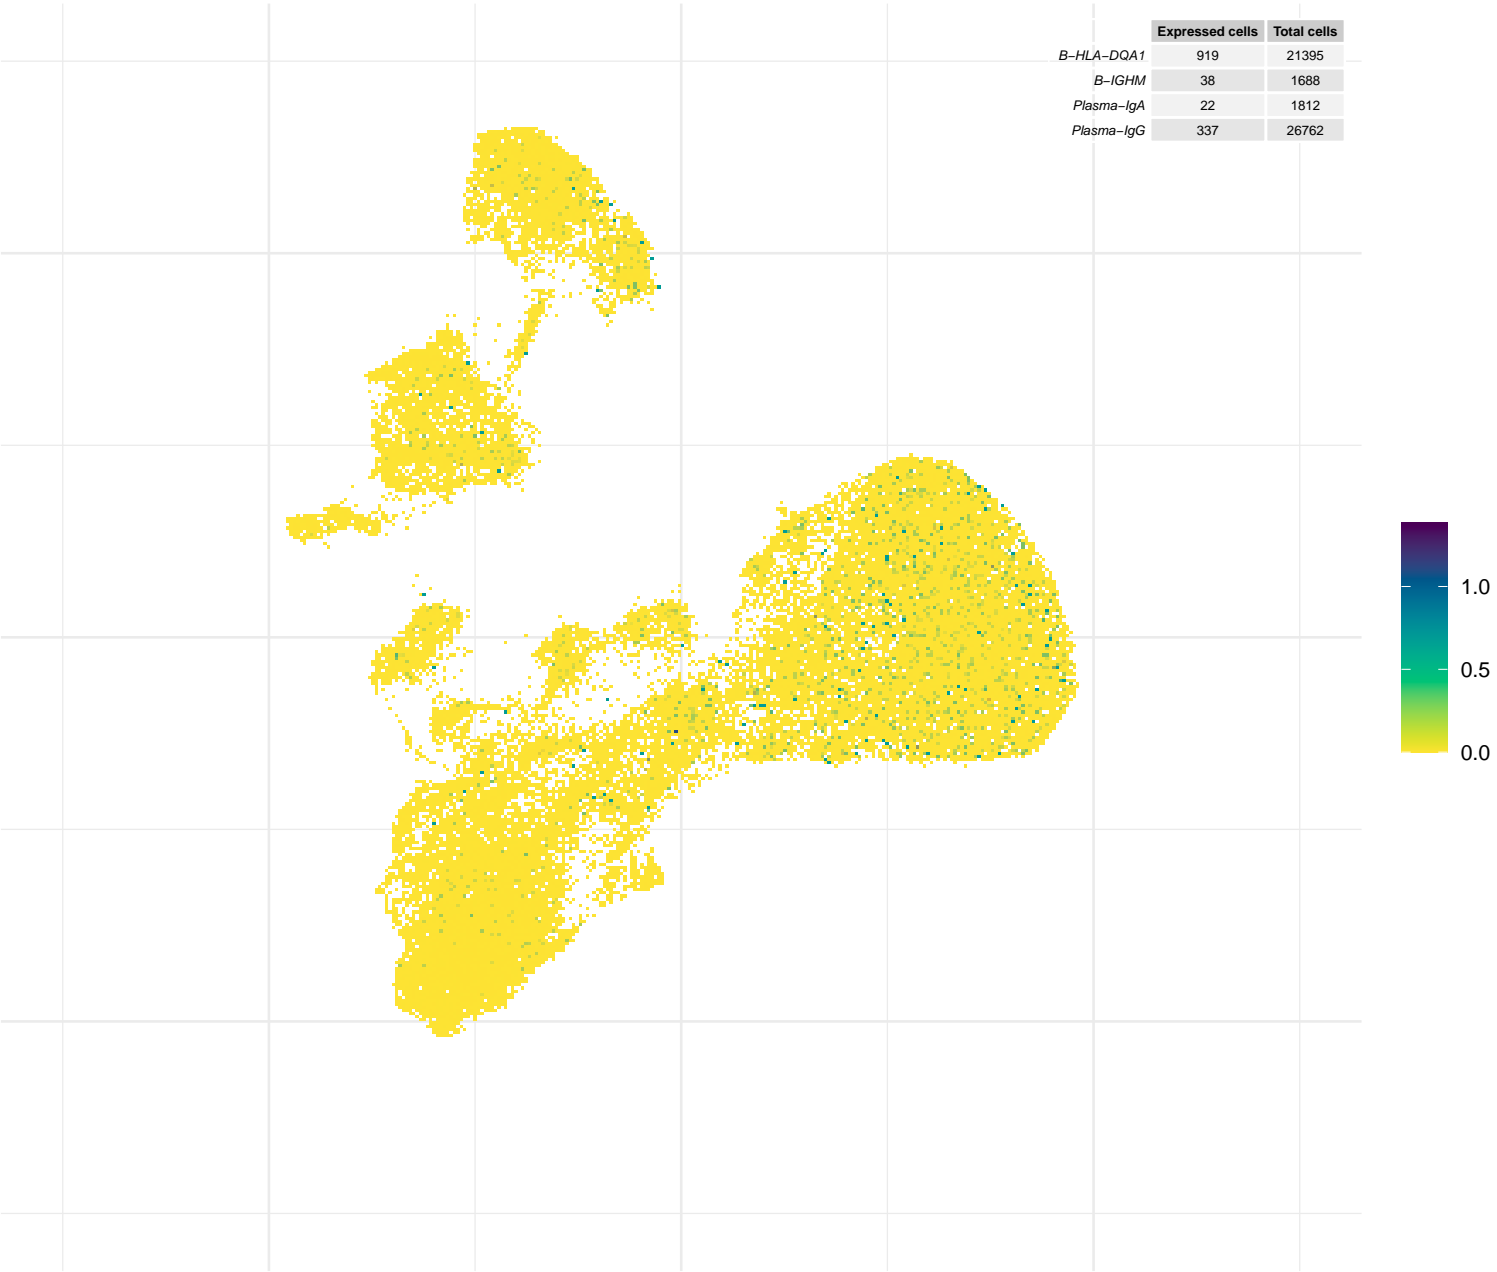 Expressed cells Total cells
B−HLA−DQA1 919 21395
B−IGHM 38 1688
Plasma−IgA 22 1812
Plasma−IgG 337 26762
1.0
0.5
0.0